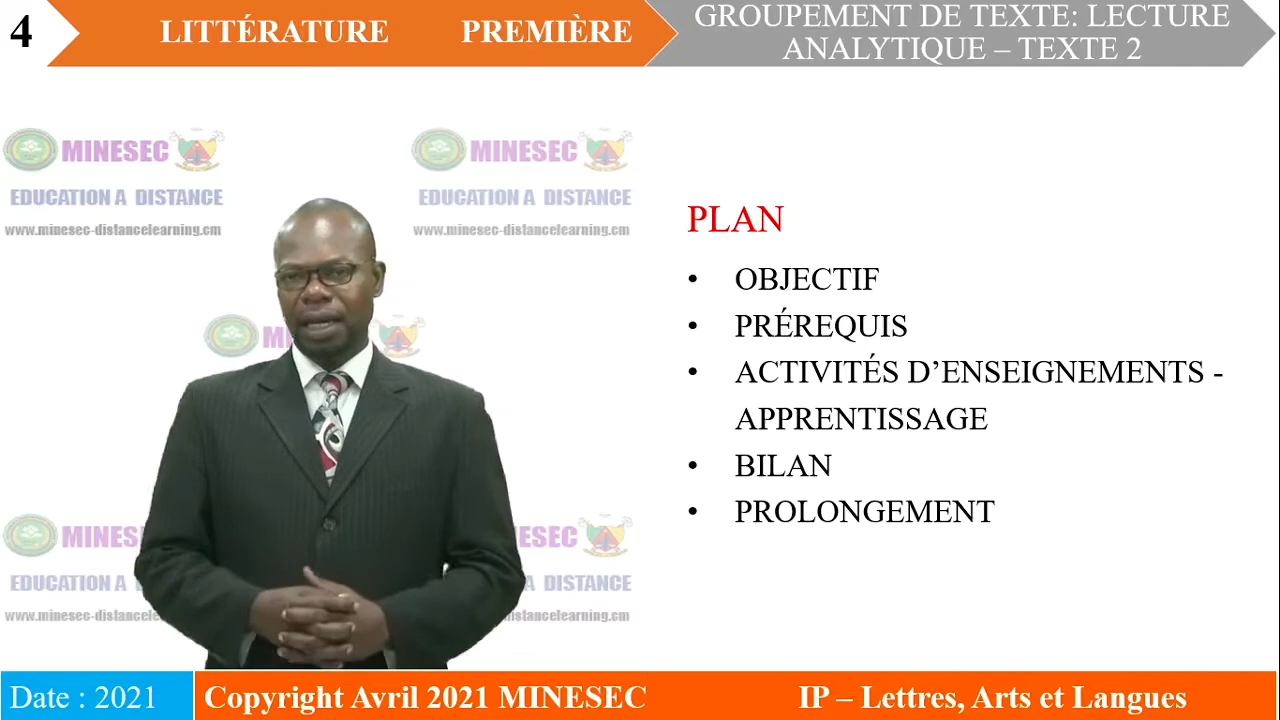 4
LITTÉRATURE PREMIÈRE
GROUPEMENT DE TEXTE: LECTURE
ANALYTIQUE – TEXTE 2
MINESEC
EDUCATION A DISTANCE
www.minesec-distancelearning.cm
MINESEC
EDUCATION A DISTANCE
www.minesec-distancelearning.cm
PLAN
• OBJECTIF
• PRÉREQUIS
• ACTIVITÉS D’ENSEIGNEMENTS -
APPRENTISSAGE
• BILAN
• PROLONGEMENT
EDUCATION A
DISTANCE
Date : 2021
Copyright Avril 2021 MINESEC
IP – Lettres, Arts et Langues